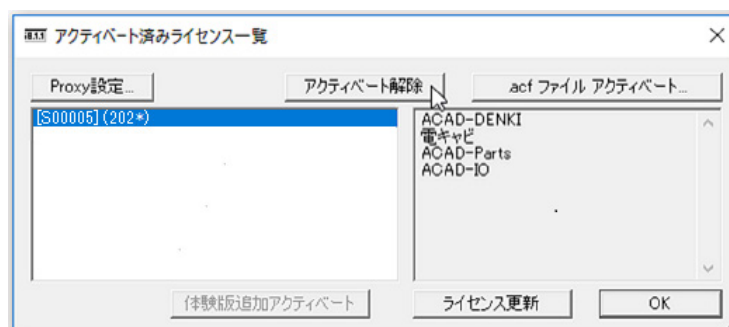 アクティベート済みライセンス一覧
Proxy設定...
アクティベート解除
acf ファイル アクティベート...
[S00005] (202*)
ACAD-DENKI
電キャビ
ACAD-Parts
ACAD-IO
体験版追加アクティベート
ライセンス更新
OK